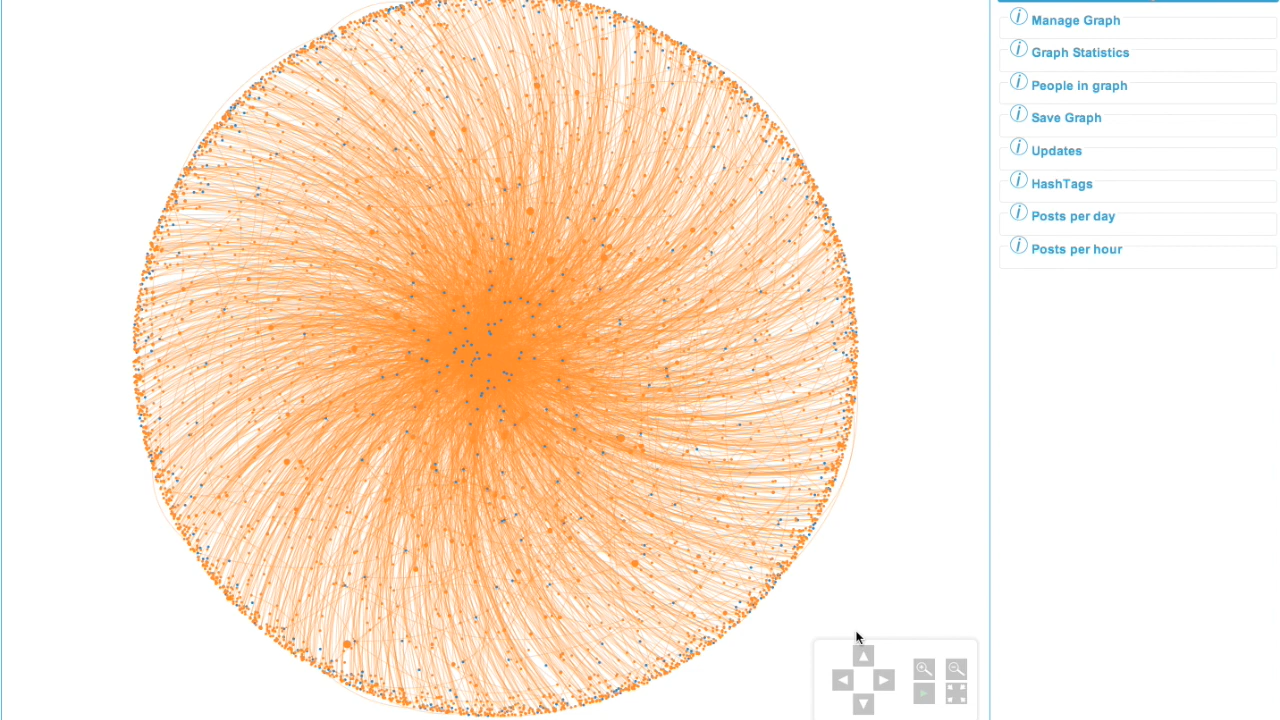 Manage Graph
Graph Statistics
People in graph
Save Graph
Updates
HashTags
Posts per day
Posts per hour